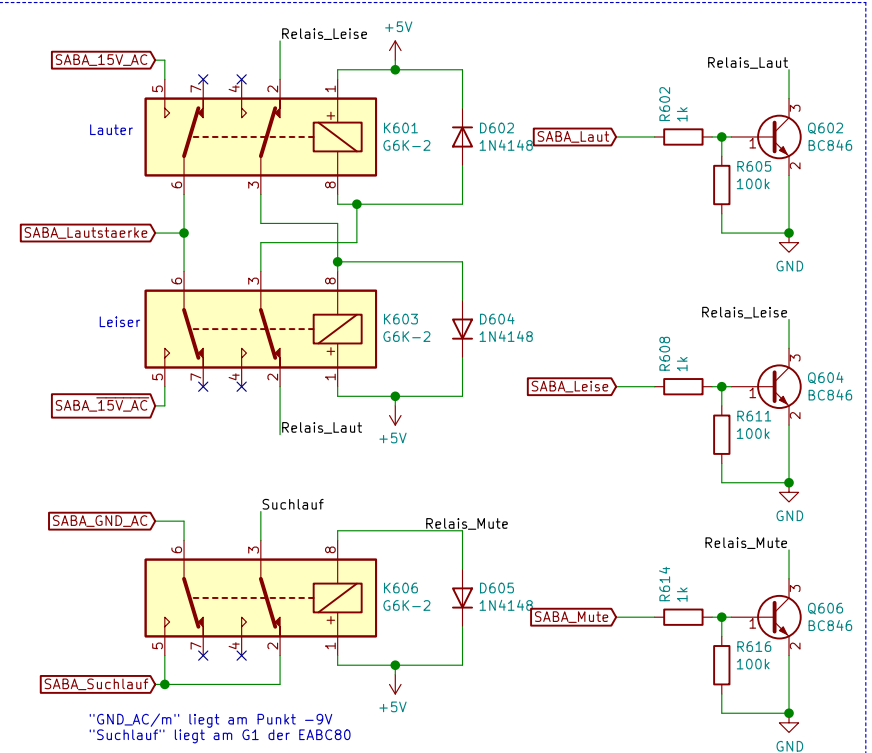 Relais_Leise
+5V
SABA_15V_AC
5
7
4
2
1
Lauter
+
K601
G6K-2
D602
1N4148
6
3
8
SABA_Lautstaerke
6
3
8
Leiser
K603
G6K-2
D604
1N4148
+
5
7
4
2
1
SABA_15V_AC
Relais_Laut
+5V
Suchlauf
SABA_GND_AC
Relais_Mute
6
3
8
K606
G6K-2
D605
1N4148
+
5
7
4
2
1
SABA_Suchlauf
+5V
"GND_AC/m" liegt am Punkt -9V
"Suchlauf" liegt am G1 der EABC80
Relais_Laut
R602
1k
SABA_Laut
3
1
2
Q602
BC846
R605
100k
GND
Relais_Leise
R608
1k
SABA_Leise
3
1
2
Q604
BC846
R611
100k
GND
Relais_Mute
R614
1k
SABA_Mute
3
1
2
Q606
BC846
R616
100k
GND